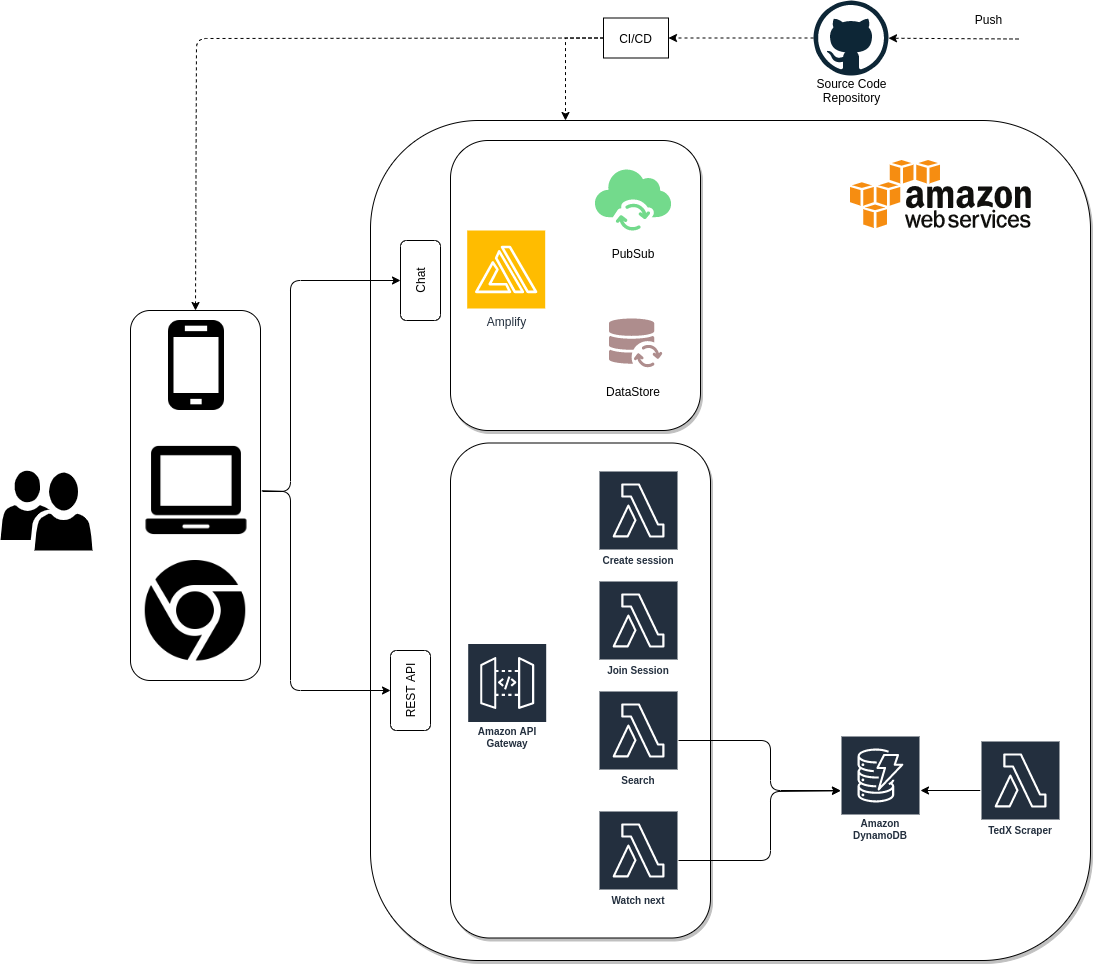 Push
CI/CD
Source Code
Repository
amazon
web services
PubSub
Chat
Amplify
DataStore
Create session
Join Session
REST API
Amazon API
Gateway
Search
Amazon
DynamoDB
TedX Scraper
Watch next